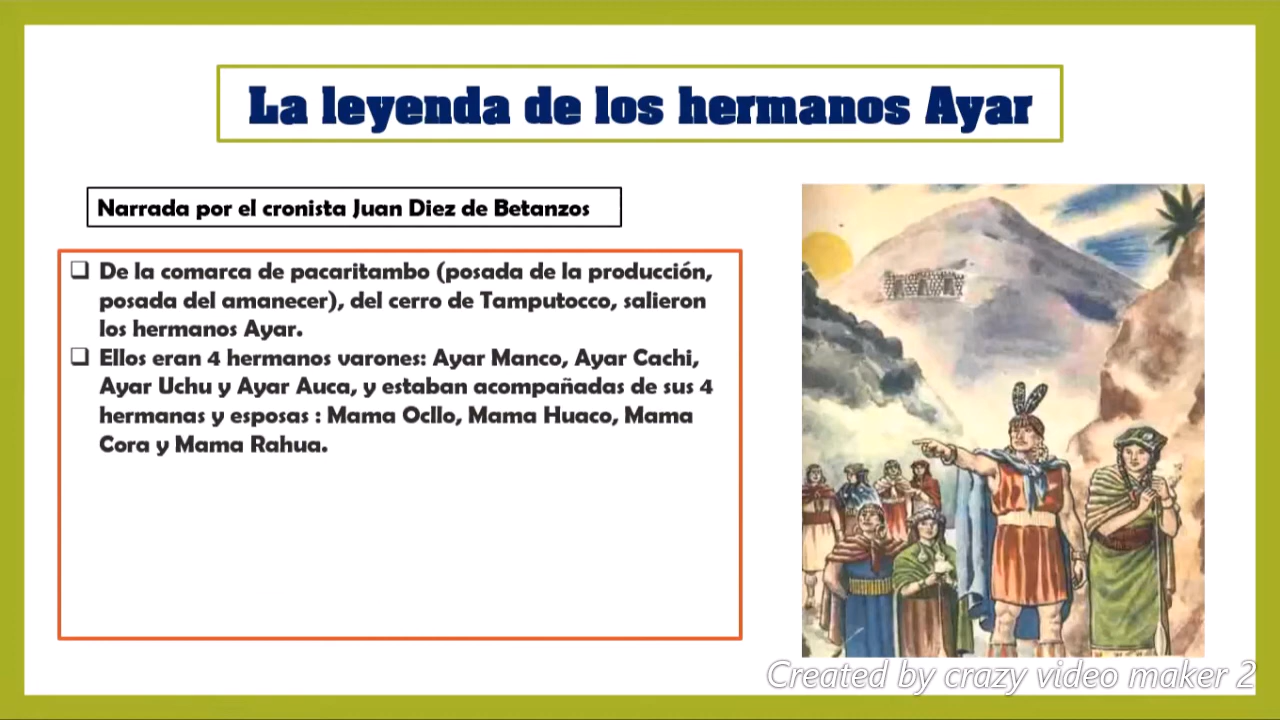 La leyenda de los hermanos Ayar
Narrada por el cronista Juan Diez de Betanzos
❑ De la comarca de pacaritambo (posada de la producción,
posada del amanecer), del cerro de Tamputocco, salieron
los hermanos Ayar.
❑ Ellos eran 4 hermanos varones: Ayar Manco, Ayar Cachi,
Ayar Uchu y Ayar Auca, y estaban acompañadas de sus 4
hermanas y esposas : Mama Ocllo, Mama Huaco, Mama
Cora y Mama Rahua.
Created by crazy video maker 2